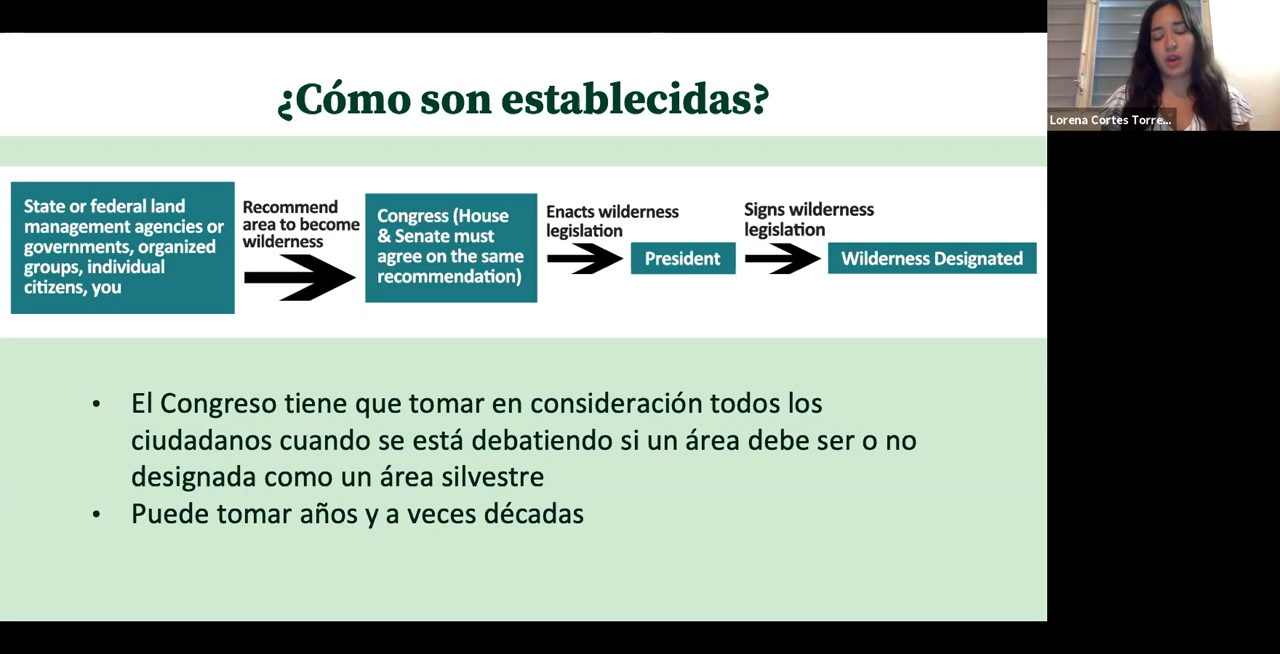 ¿Cómo son establecidas?
State or federal land
management agencies or
governments, organized
groups, individual
citizens, you
Recommend
area to become
wilderness
Congress (House
& Senate must
agree on the same
recommendation)
Enacts wilderness
legislation
President
Signs wilderness
legislation
Wilderness Designated
• El Congreso tiene que tomar en consideración todos los
ciudadanos cuando se está debatiendo si un área debe ser o no
designada como un área silvestre
• Puede tomar años y a veces décadas
Lorena Cortes Torre...